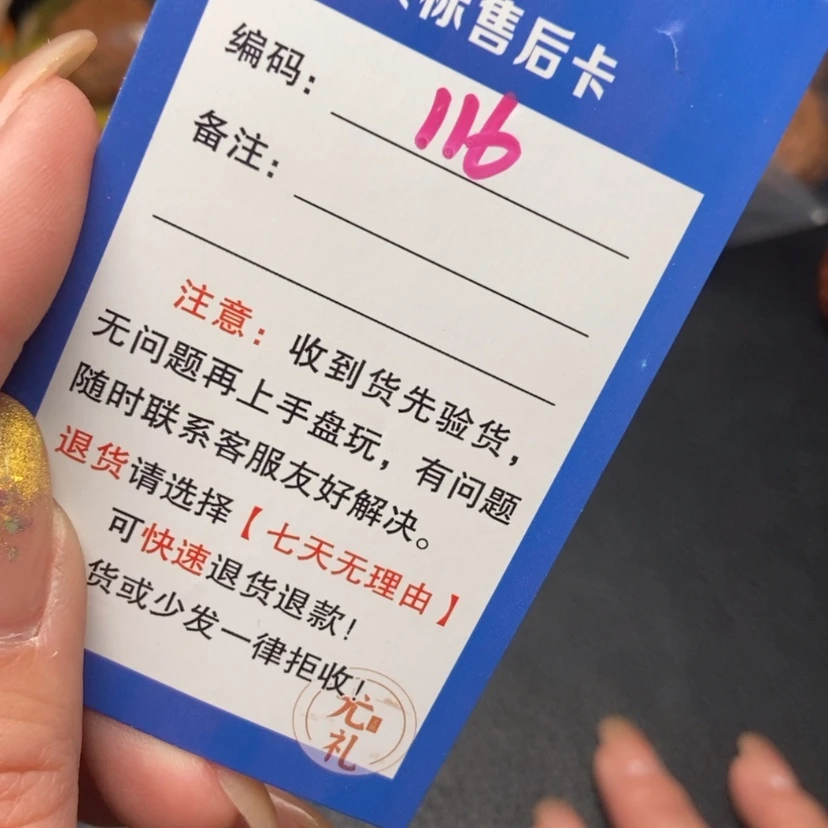 标售后卡
编码：116
备注：
注意：收到货先验货，
无问题再上手盘玩，有问题
随时联系客服友好解决。
退货请选择【七天无理由】
可快速退货退款！
货或少发一律拒收！
元
礼